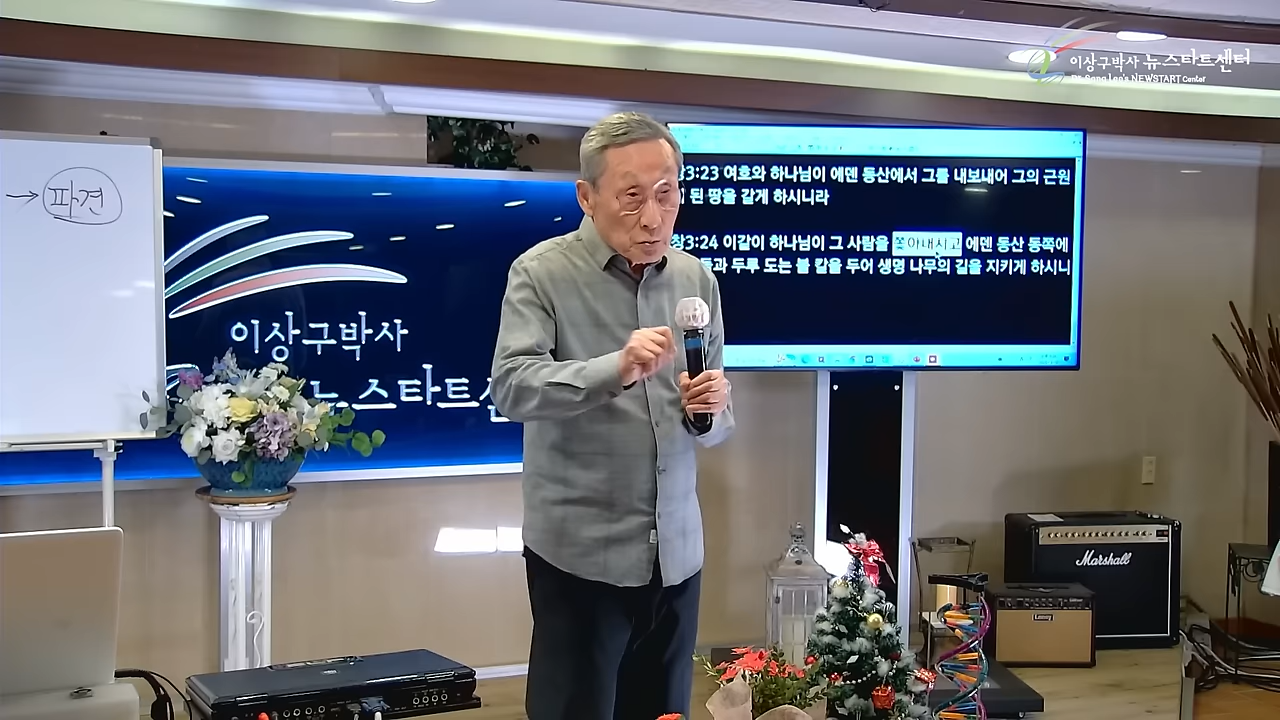 이상구박사 뉴스타트센터
Dr. Sang Lee's NEWSTART Center
→ 파견
이상구박사
뉴스타트센
창3:23 여호와 하나님이 에덴 동산에서 그를 내보내어 그의 근원
이 된 땅을 갈게 하시니라
창3:24 이같이 하나님이 그 사람을 쫓아내시고 에덴 동산 동쪽에
과 두루 도는 불 칼을 두어 생명 나무의 길을 지키게 하시니
Marshall
Laney